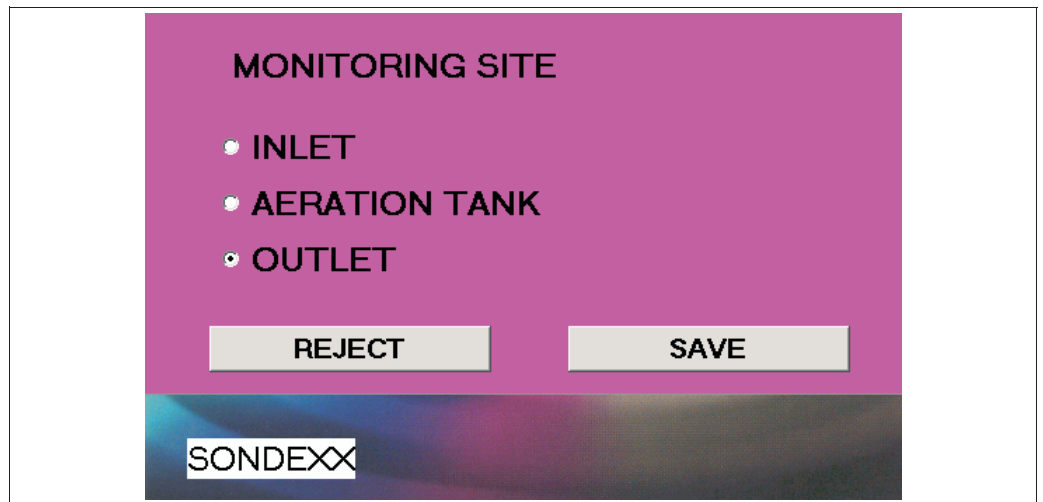 MONITORING SITE
INLET
AERATION TANK
OUTLET
REJECT SAVE
SONDEXX